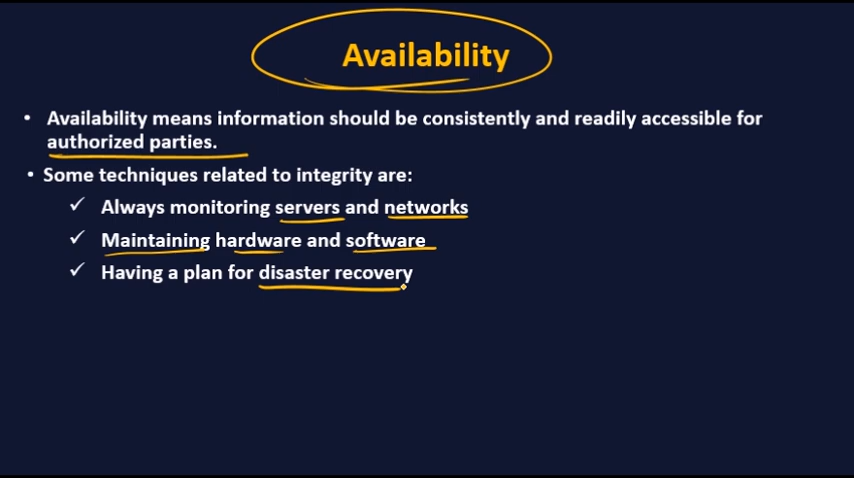 Availability
• Availability means information should be consistently and readily accessible for
authorized parties.
• Some techniques related to integrity are:
✓ Always monitoring servers and networks
✓ Maintaining hardware and software
✓ Having a plan for disaster recovery